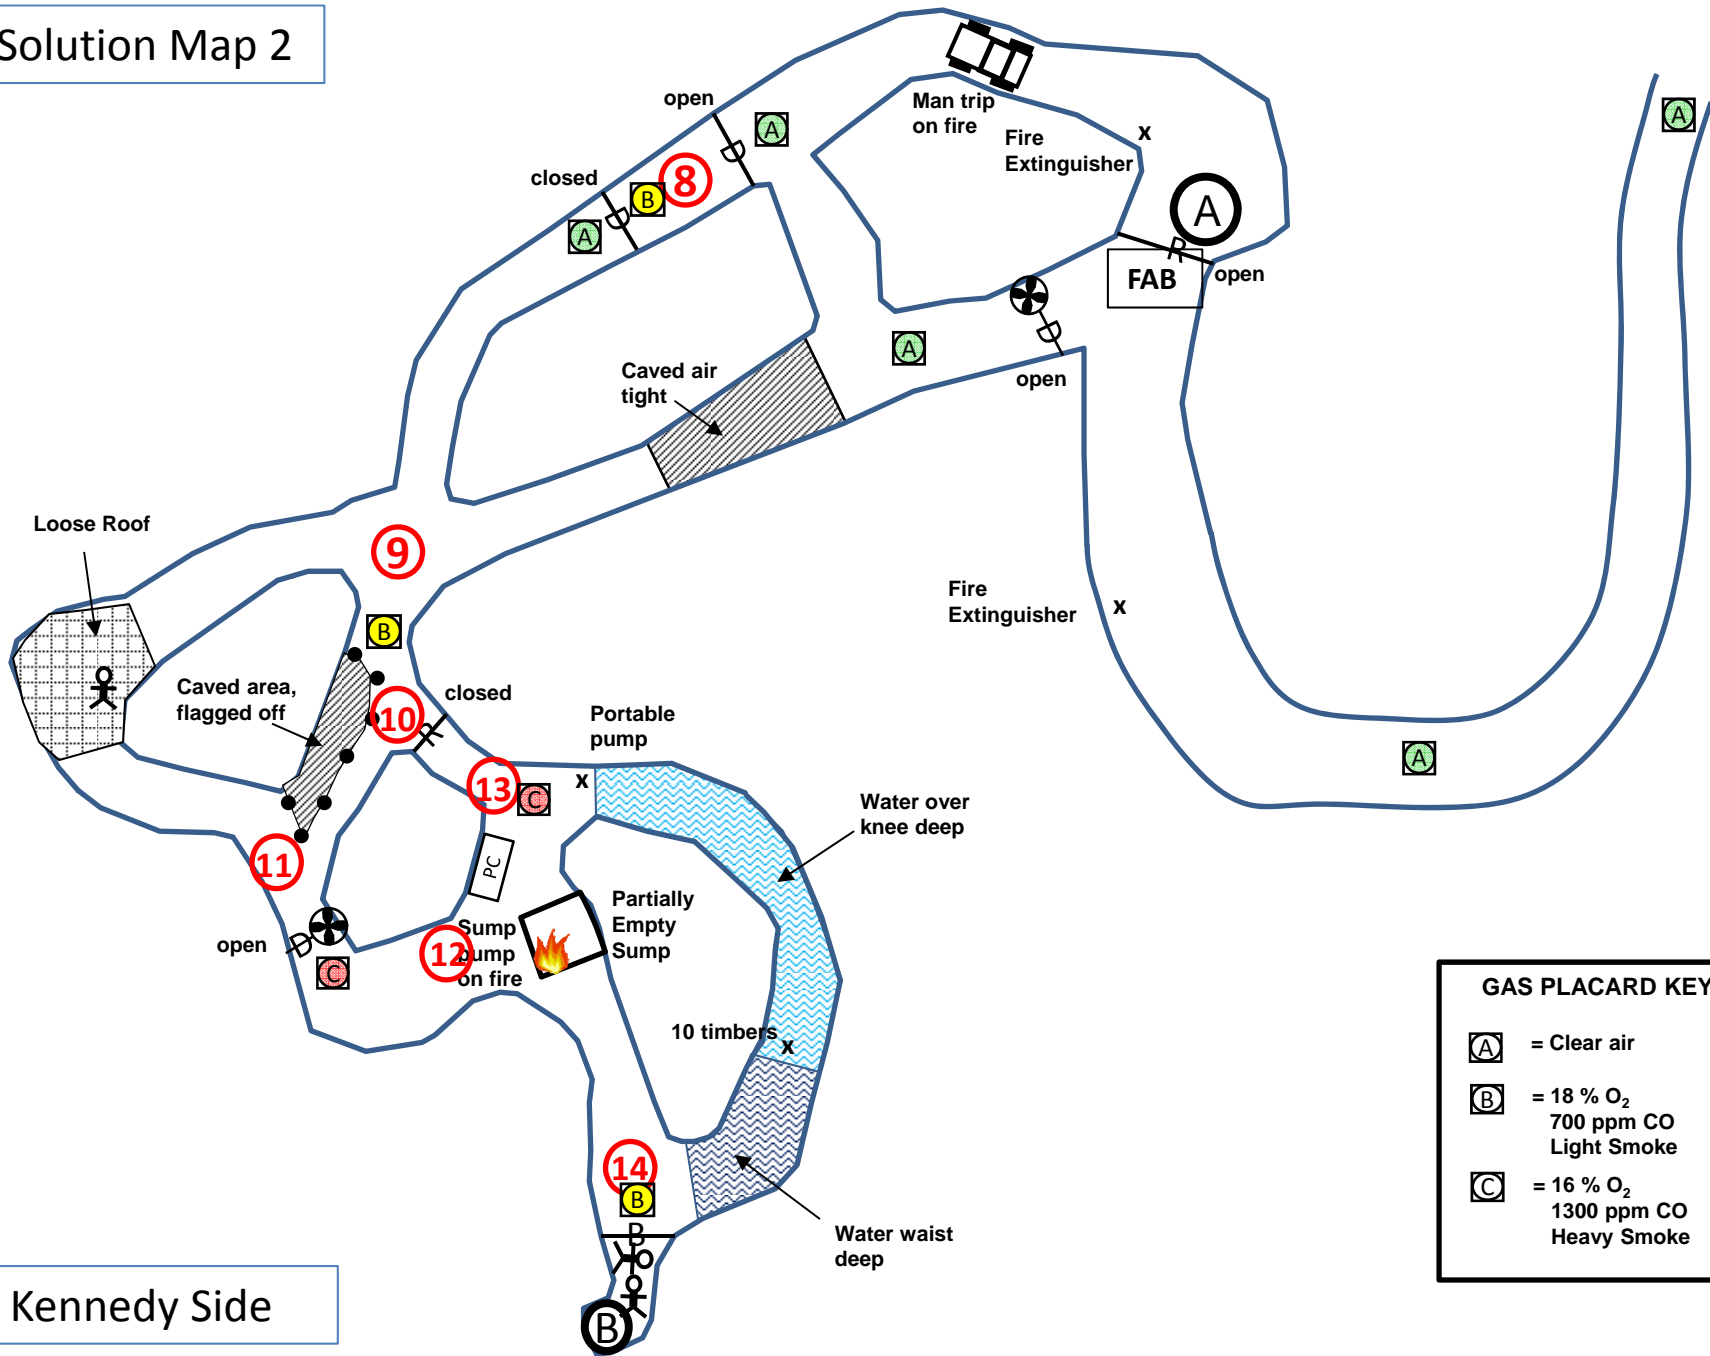 Solution Map 2
open
A
closed
8
B
A
Man trip
on fire
Fire
Extinguisher
x
A
A
R
FAB
open
A
open
Caved air
tight
Loose Roof
9
Fire
Extinguisher
x
B
Caved area,
flagged off
closed
10
R
Portable
pump
x
13
C
A
Water over
knee deep
11
PC
open
D
C
12
Sump
pump
on fire
Partially
Empty
Sump
10 timbers
x
14
B
B
Water waist
deep
B
Kennedy Side
GAS PLACARD KEY
A = Clear air
B = 18 % O₂
700 ppm CO
Light Smoke
C = 16 % O₂
1300 ppm CO
Heavy Smoke